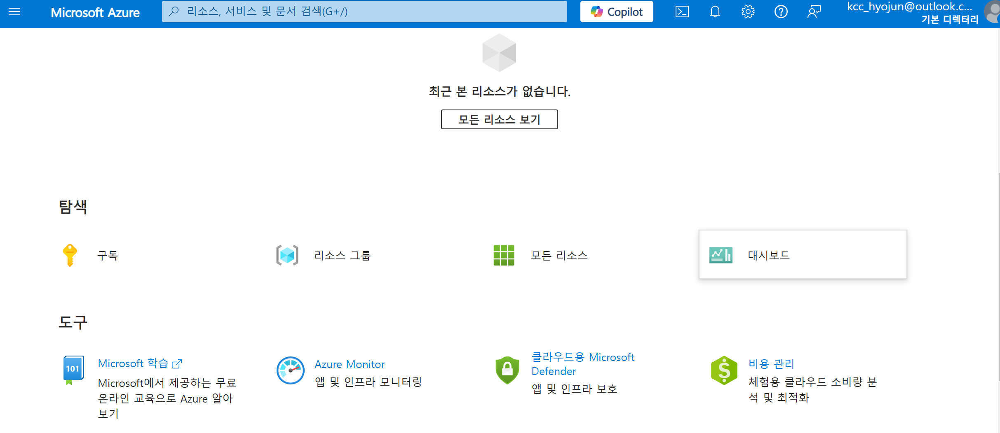 Microsoft Azure
리소스, 서비스 및 문서 검색(G+/)
Copilot
kcc_hyojun@outlook.c...
기본 디렉터리
최근 본 리소스가 없습니다.
모든 리소스 보기
탐색
구독
리소스 그룹
모든 리소스
대시보드
도구
101
Microsoft 학습
Microsoft에서 제공하는 무료
온라인 교육으로 Azure 알아
보기
Azure Monitor
앱 및 인프라 모니터링
클라우드용 Microsoft
Defender
앱 및 인프라 보호
비용 관리
체험용 클라우드 소비량 분
석 및 최적화